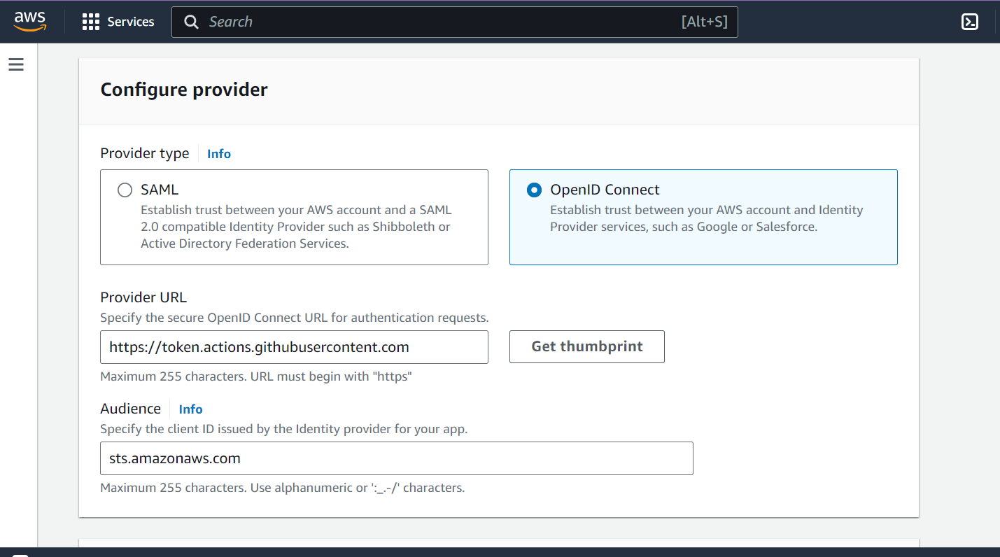 aws
Services
Search
[Alt+S]
Configure provider
Provider type
Info
SAML
Establish trust between your AWS account and a SAML
2.0 compatible Identity Provider such as Shibboleth or
Active Directory Federation Services.
OpenID Connect
Establish trust between your AWS account and Identity
Provider services, such as Google or Salesforce.
Provider URL
Specify the secure OpenID Connect URL for authentication requests.
https://token.actions.githubusercontent.com
Get thumbprint
Maximum 255 characters. URL must begin with "https"
Audience
Info
Specify the client ID issued by the Identity provider for your app.
sts.amazonaws.com
Maximum 255 characters. Use alphanumeric or ':_.-/' characters.